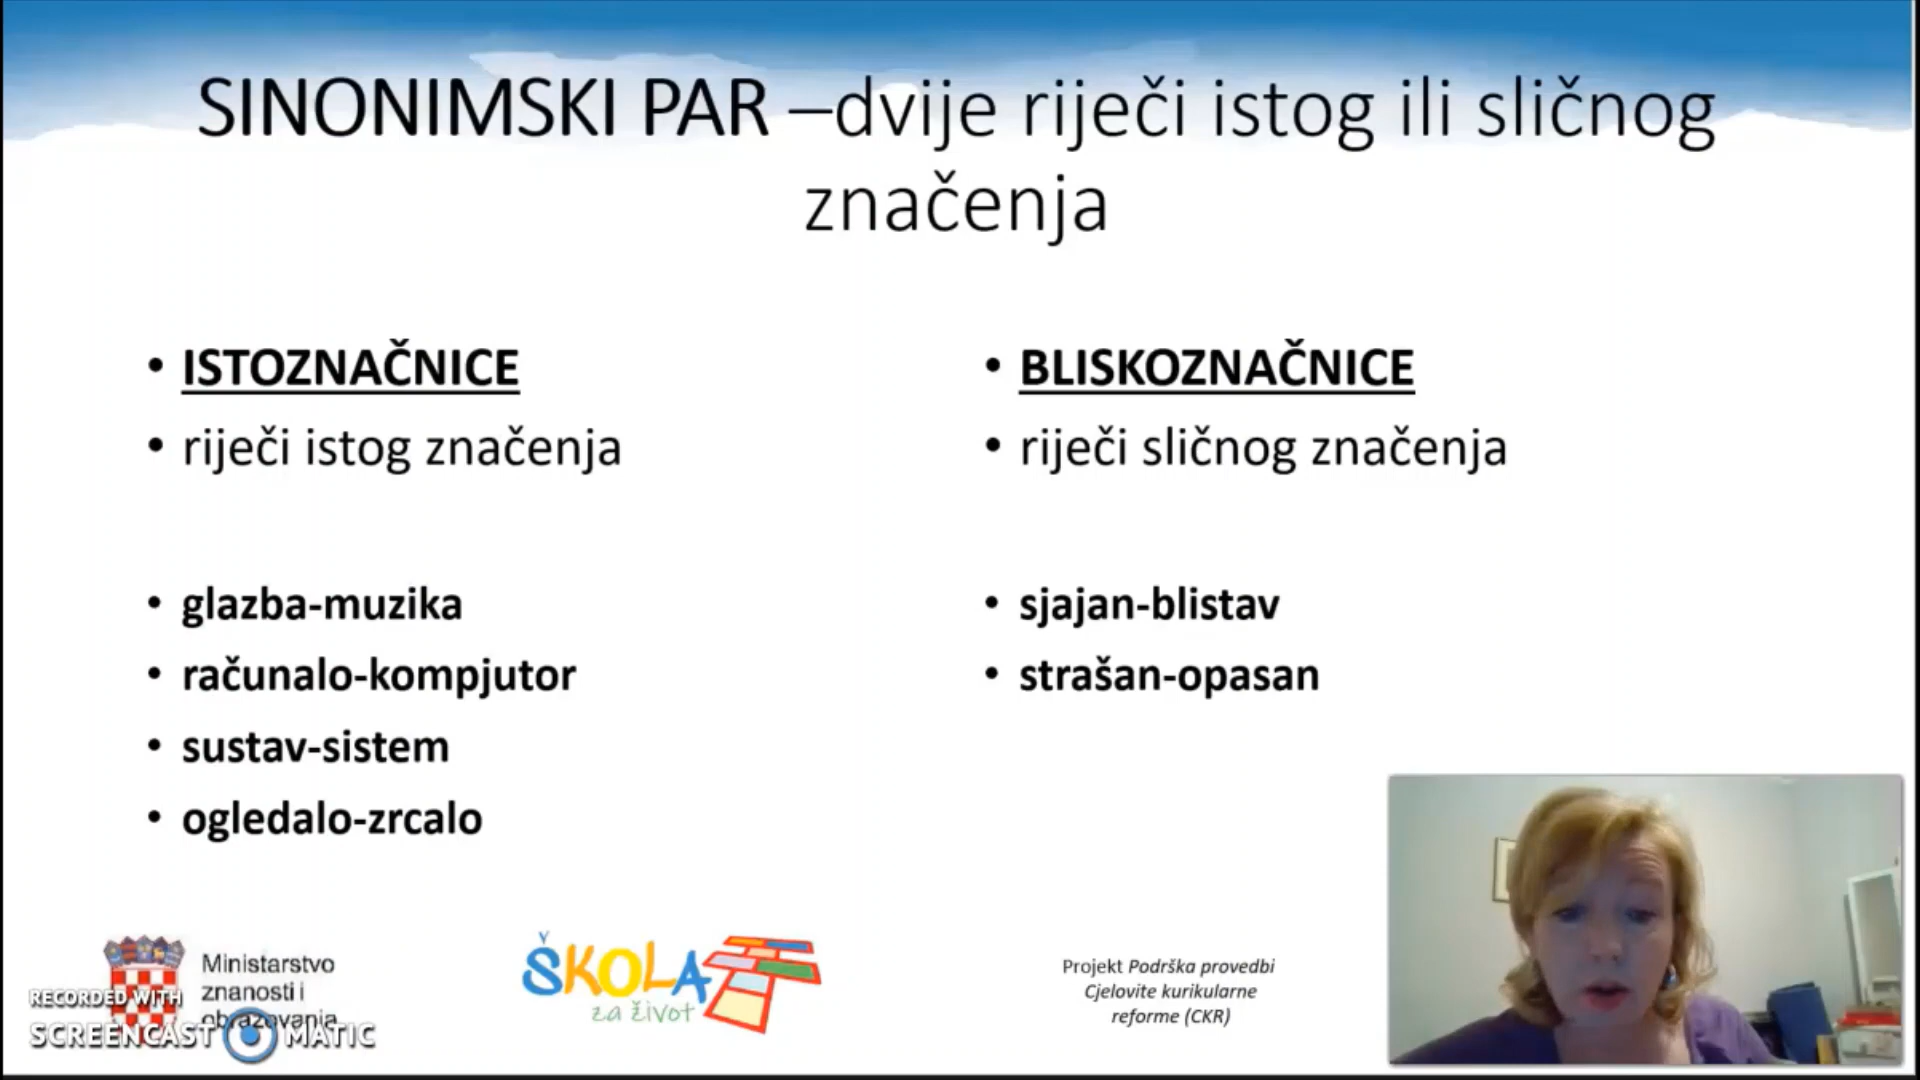 SINONIMSKI PAR –dvije riječi istog ili sličnog
značenja
• ISTOZNAČNICE
• riječi istog značenja
• glazba-muzika
• računalo-kompjutor
• sustav-sistem
• ogledalo-zrcalo
• BLISKOZNAČNICE
• riječi sličnog značenja
• sjajan-blistav
• strašan-opasan
Ministarstvo
znanosti i
obrazovanja
RECORDED WITH
SCREENCAST MATIC
ŠKOLA
za život
Projekt Podrška provedbi
Cjelovite kurikularne
reforme (CKR)